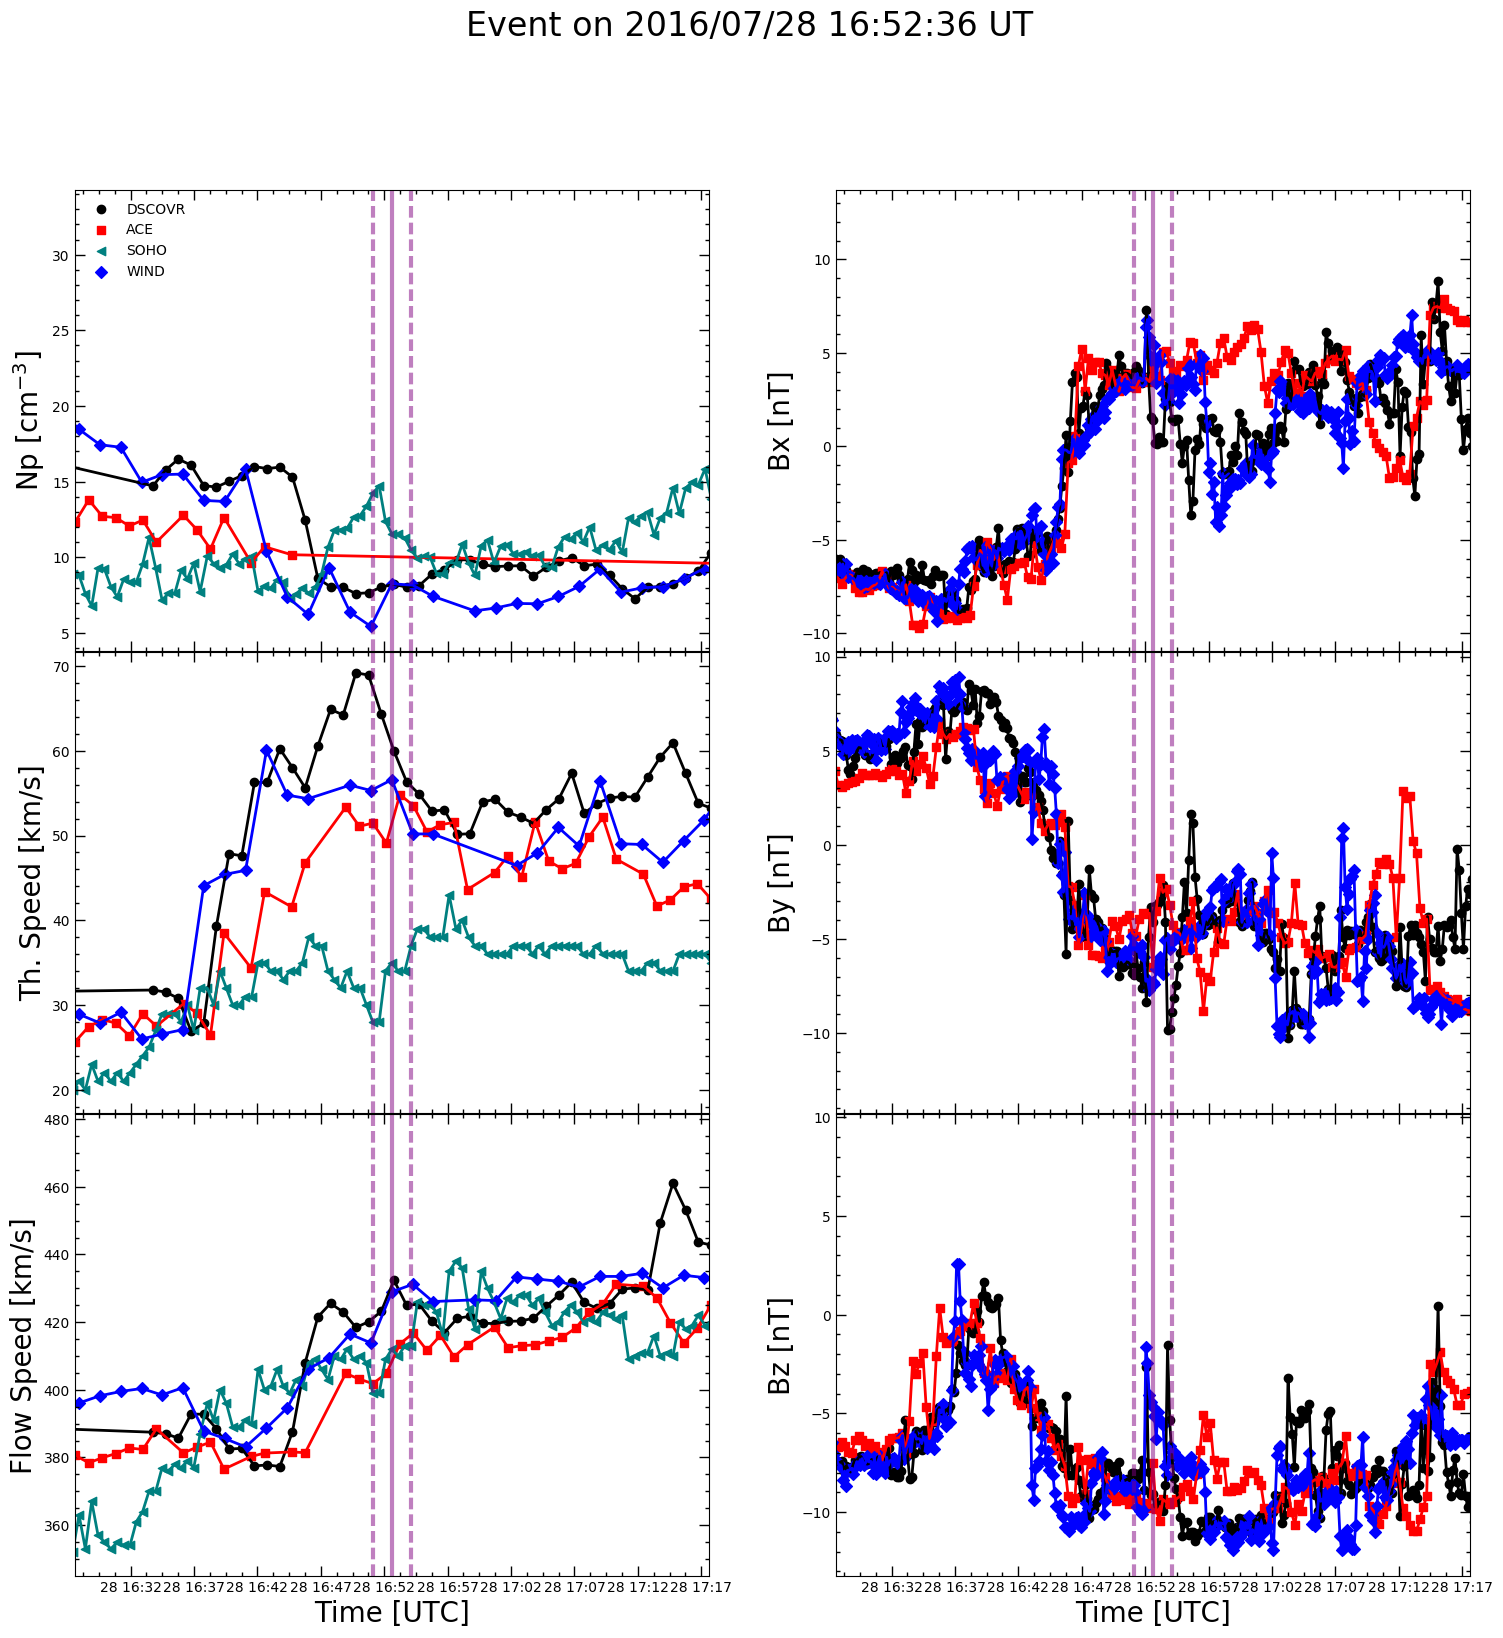 Event on 2016/07/28 16:52:36 UT
DSCOVR
ACE
SOHO
WIND
Np [cm⁻³]
30
25
20
15
10
5
Bx [nT]
10
5
0
−5
−10
Th. Speed [km/s]
70
60
50
40
30
20
By [nT]
10
5
0
−5
−10
Flow Speed [km/s]
480
460
440
420
400
380
360
Bz [nT]
10
5
0
−5
−10
28 16:32 28 16:37 28 16:42 28 16:47 28 16:52 28 16:57 28 17:02 28 17:07 28 17:12 28 17:17
Time [UTC]
28 16:32 28 16:37 28 16:42 28 16:47 28 16:52 28 16:57 28 17:02 28 17:07 28 17:12 28 17:17
Time [UTC]